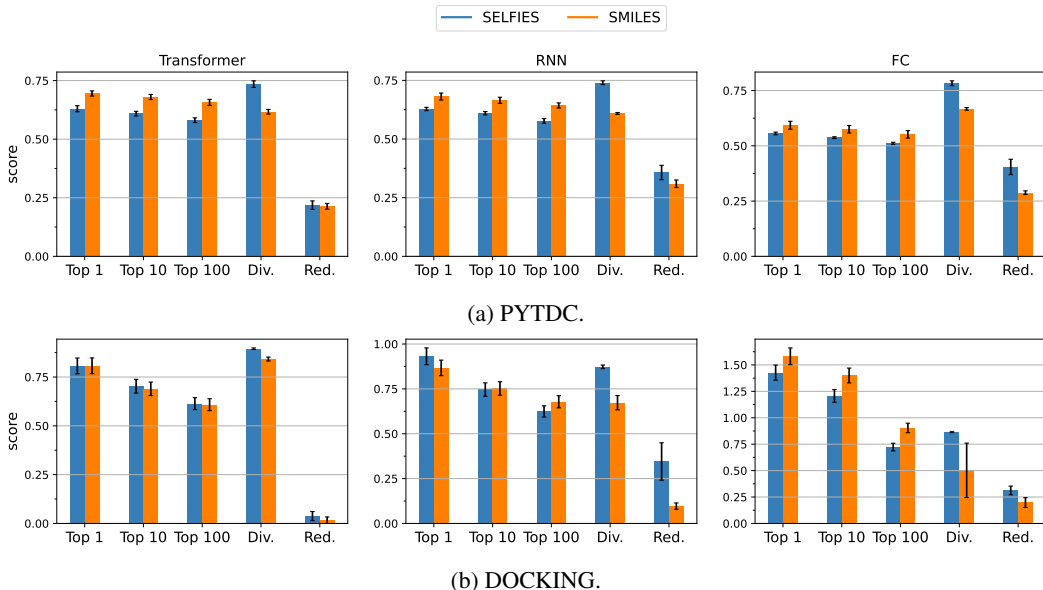 SELFIES SMILES
Transformer RNN FC
score
0.75 0.50 0.25 0.00
Top 1 Top 10 Top 100 Div. Red.
0.75 0.50 0.25 0.00
Top 1 Top 10 Top 100 Div. Red.
0.75 0.50 0.25 0.00
Top 1 Top 10 Top 100 Div. Red.
(a) PYTDC.
score
0.75 0.50 0.25 0.00
Top 1 Top 10 Top 100 Div. Red.
1.00 0.75 0.50 0.25 0.00
Top 1 Top 10 Top 100 Div. Red.
1.50 1.25 1.00 0.75 0.50 0.25 0.00
Top 1 Top 10 Top 100 Div. Red.
(b) DOCKING.